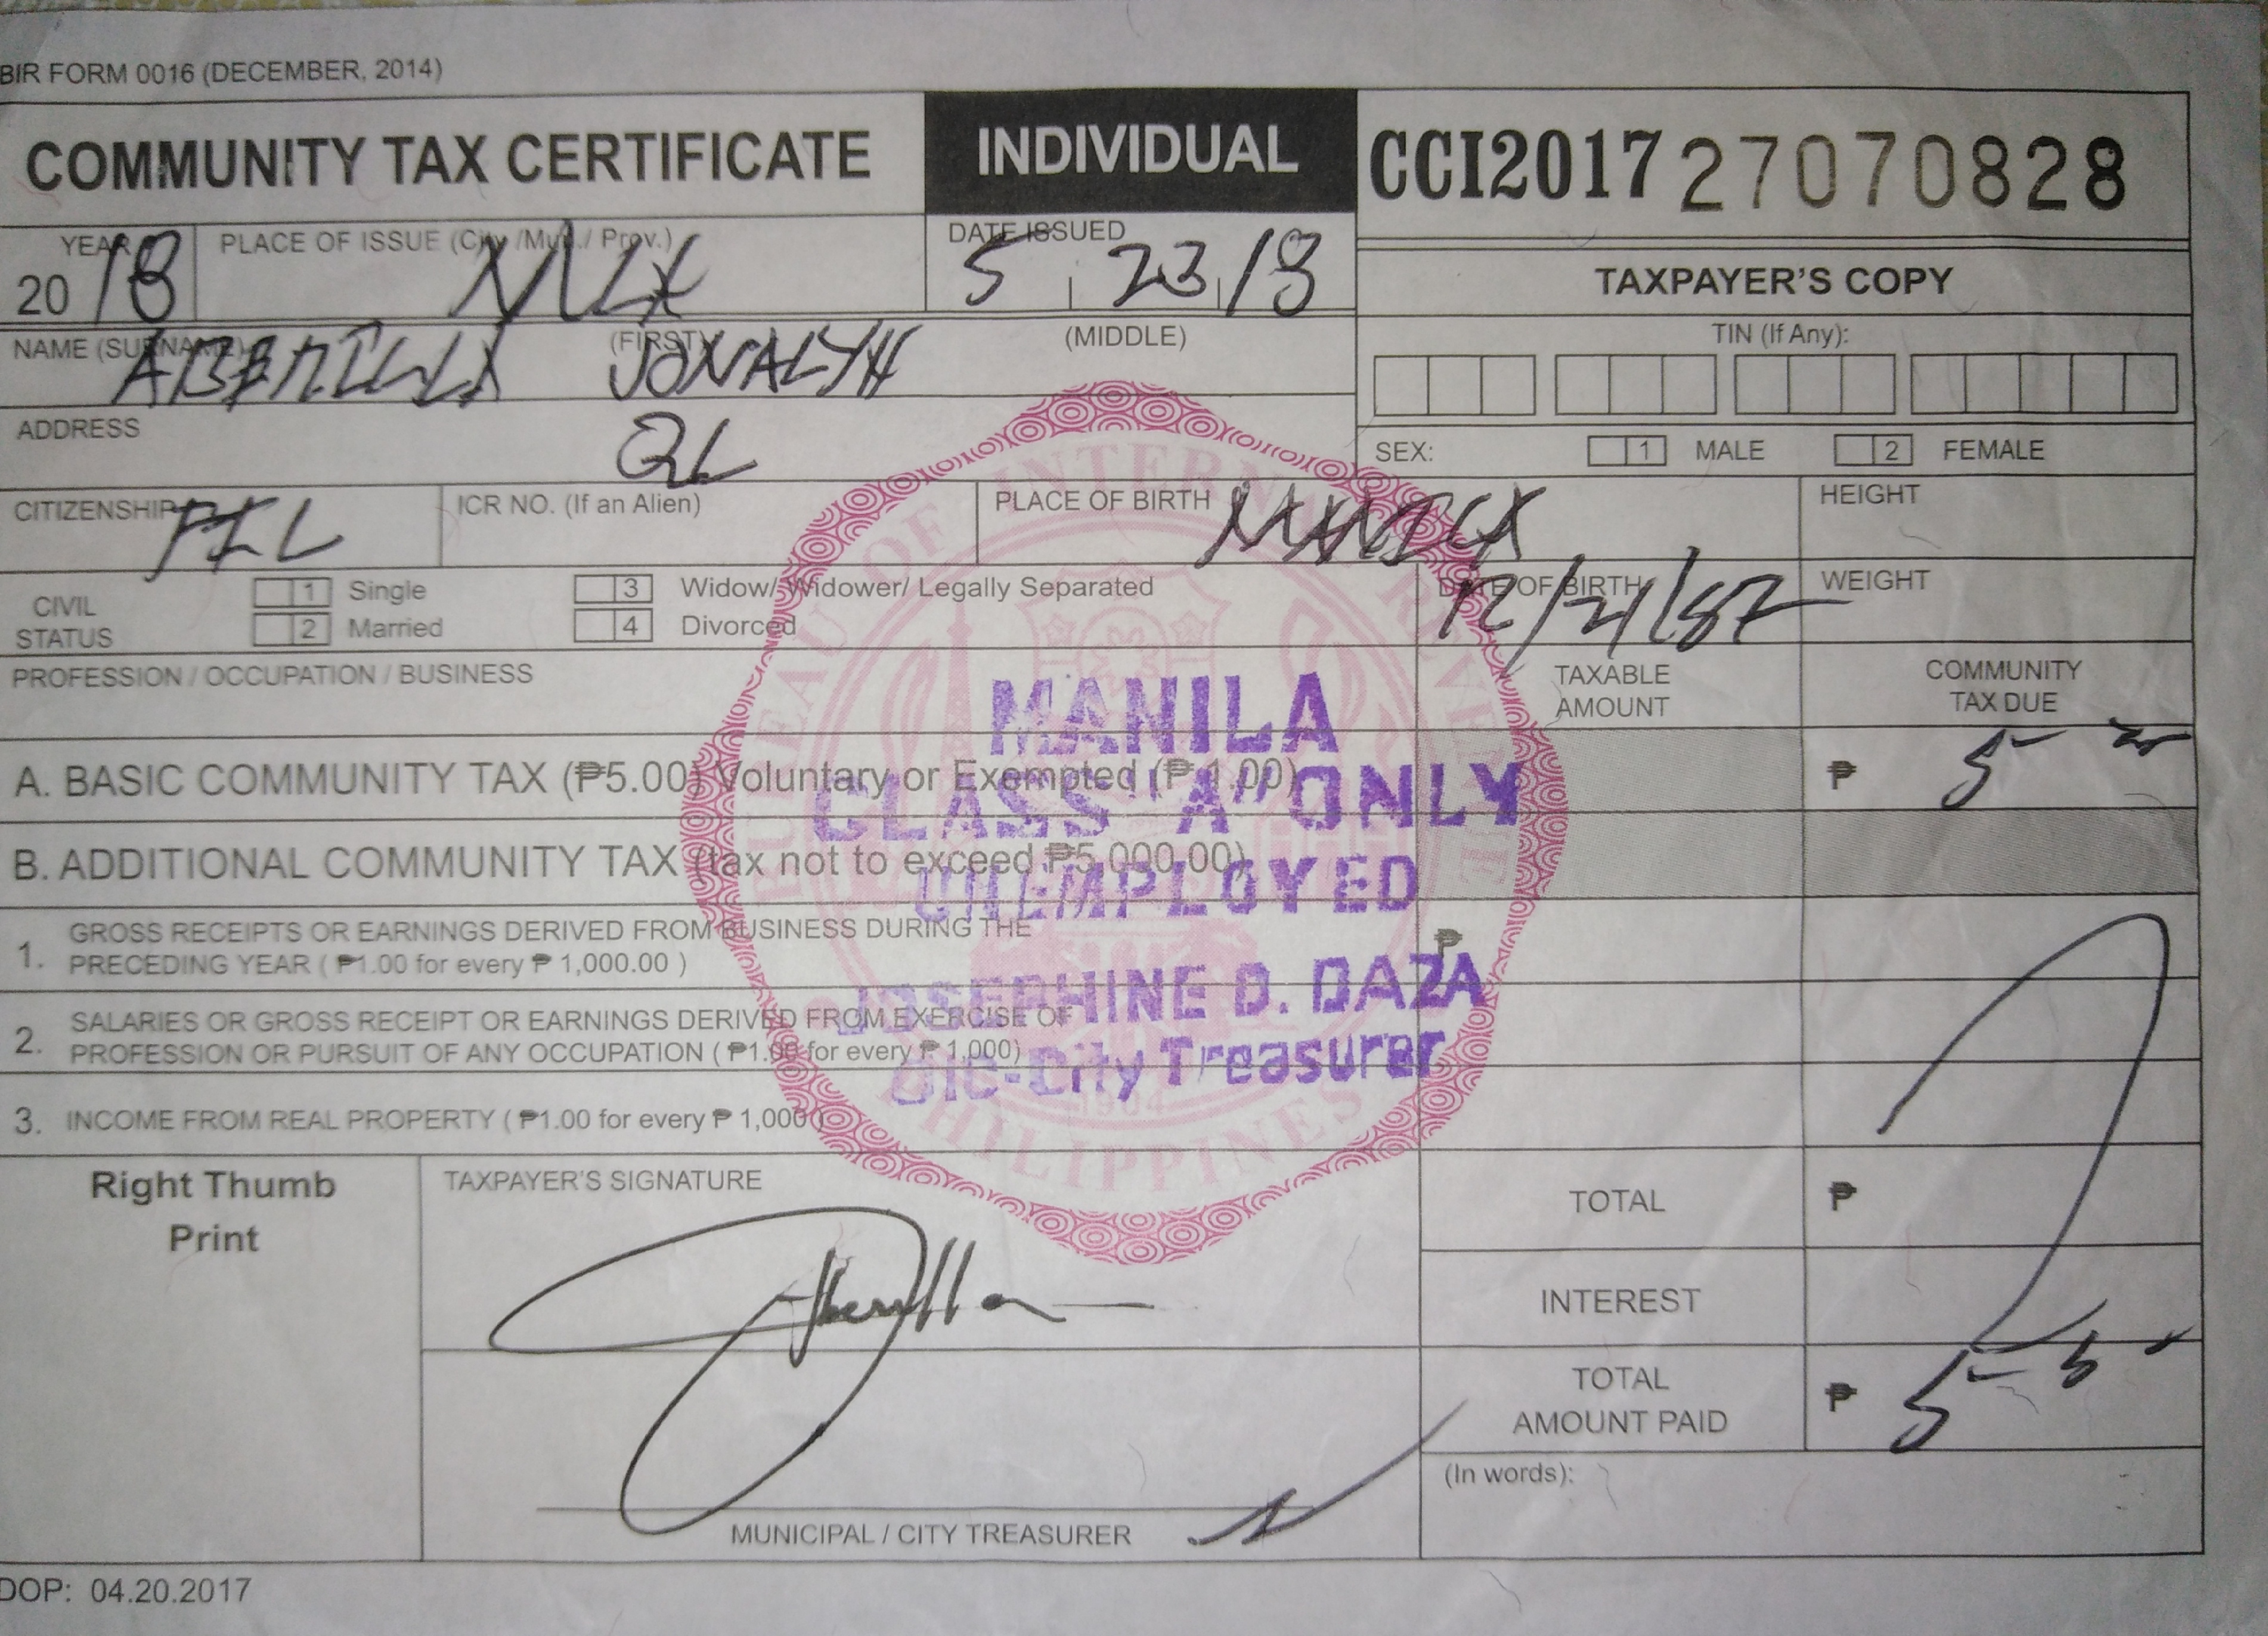 BIR FORM 0016 (DECEMBER, 2014)
COMMUNITY TAX CERTIFICATE
INDIVIDUAL
CCI2017 27070828
YEAR
2018
PLACE OF ISSUE (City /Mun./ Prov.)
MLA
DATE ISSUED
5 23/18
TAXPAYER'S COPY
NAME (SURNAME) (FIRST) (MIDDLE)
ABERILLA JONALYN
TIN (If Any):
ADDRESS
QC
SEX: 1 MALE 2 FEMALE
CITIZENSHIP
FIL
ICR NO. (If an Alien)
PLACE OF BIRTH MANILA
HEIGHT
CIVIL STATUS
1 Single
2 Married
3 Widow/ Widower/ Legally Separated
4 Divorced
DATE OF BIRTH
12/21/87
WEIGHT
PROFESSION / OCCUPATION / BUSINESS
TAXABLE
AMOUNT
COMMUNITY
TAX DUE
MANILA
A. BASIC COMMUNITY TAX (₱5.00) Voluntary or Exempted (₱ 1.00)
₱ 5
CLASS "A" ONLY
B. ADDITIONAL COMMUNITY TAX (tax not to exceed ₱5,000.00)
UNEMPLOYED
1. GROSS RECEIPTS OR EARNINGS DERIVED FROM BUSINESS DURING THE
PRECEDING YEAR ( ₱1.00 for every ₱ 1,000.00 )
₱
JOSEPHINE D. DAZA
2. SALARIES OR GROSS RECEIPT OR EARNINGS DERIVED FROM EXERCISE OF
PROFESSION OR PURSUIT OF ANY OCCUPATION ( ₱1.00 for every ₱ 1,000)
OIC-City Treasurer
3. INCOME FROM REAL PROPERTY ( ₱1.00 for every ₱ 1,000)
BUREAU OF INTERNAL REVENUE
1904
PHILIPPINES
Right Thumb
Print
TAXPAYER'S SIGNATURE
TOTAL ₱
INTEREST
TOTAL
AMOUNT PAID
₱ 5
(In words):
MUNICIPAL / CITY TREASURER
DOP: 04.20.2017